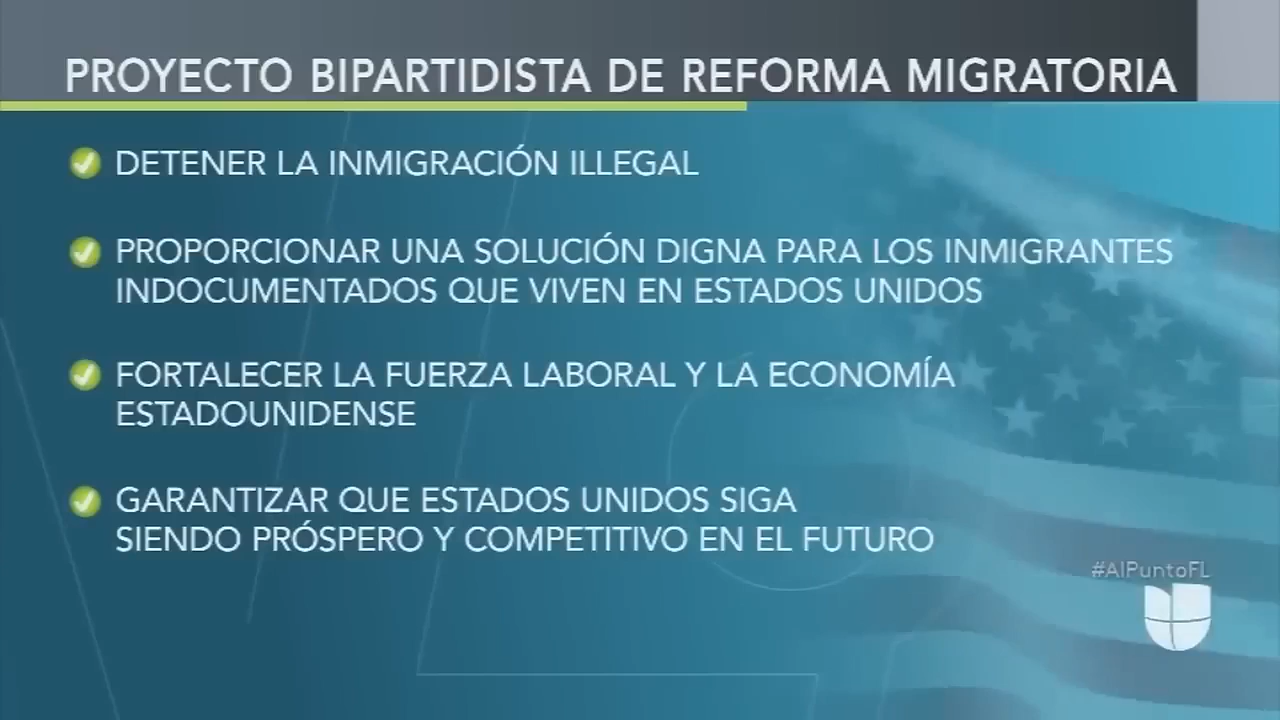 PROYECTO BIPARTIDISTA DE REFORMA MIGRATORIA
DETENER LA INMIGRACIÓN ILLEGAL
PROPORCIONAR UNA SOLUCIÓN DIGNA PARA LOS INMIGRANTES
INDOCUMENTADOS QUE VIVEN EN ESTADOS UNIDOS
FORTALECER LA FUERZA LABORAL Y LA ECONOMÍA
ESTADOUNIDENSE
GARANTIZAR QUE ESTADOS UNIDOS SIGA
SIENDO PRÓSPERO Y COMPETITIVO EN EL FUTURO
#AlPuntoFL